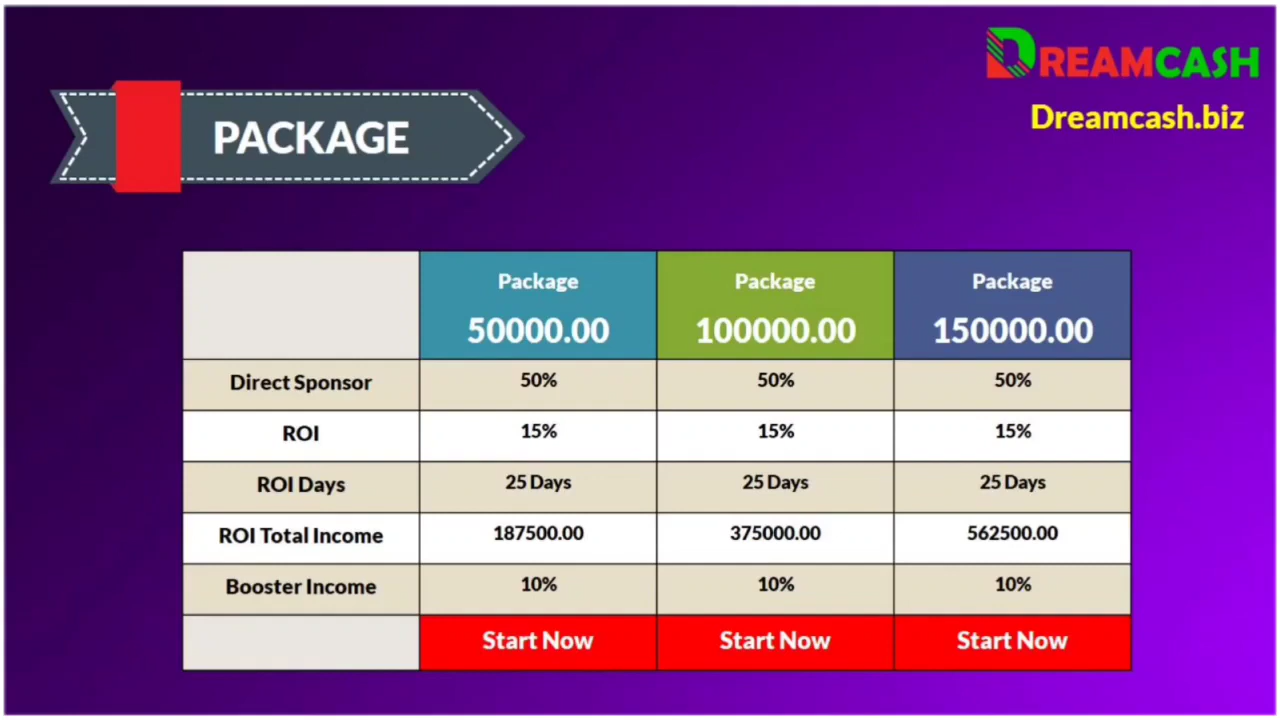 DREAMCASH
Dreamcash.biz
PACKAGE
Package Package Package
50000.00 100000.00 150000.00
Direct Sponsor 50% 50% 50%
ROI 15% 15% 15%
ROI Days 25 Days 25 Days 25 Days
ROI Total Income 187500.00 375000.00 562500.00
Booster Income 10% 10% 10%
Start Now Start Now Start Now